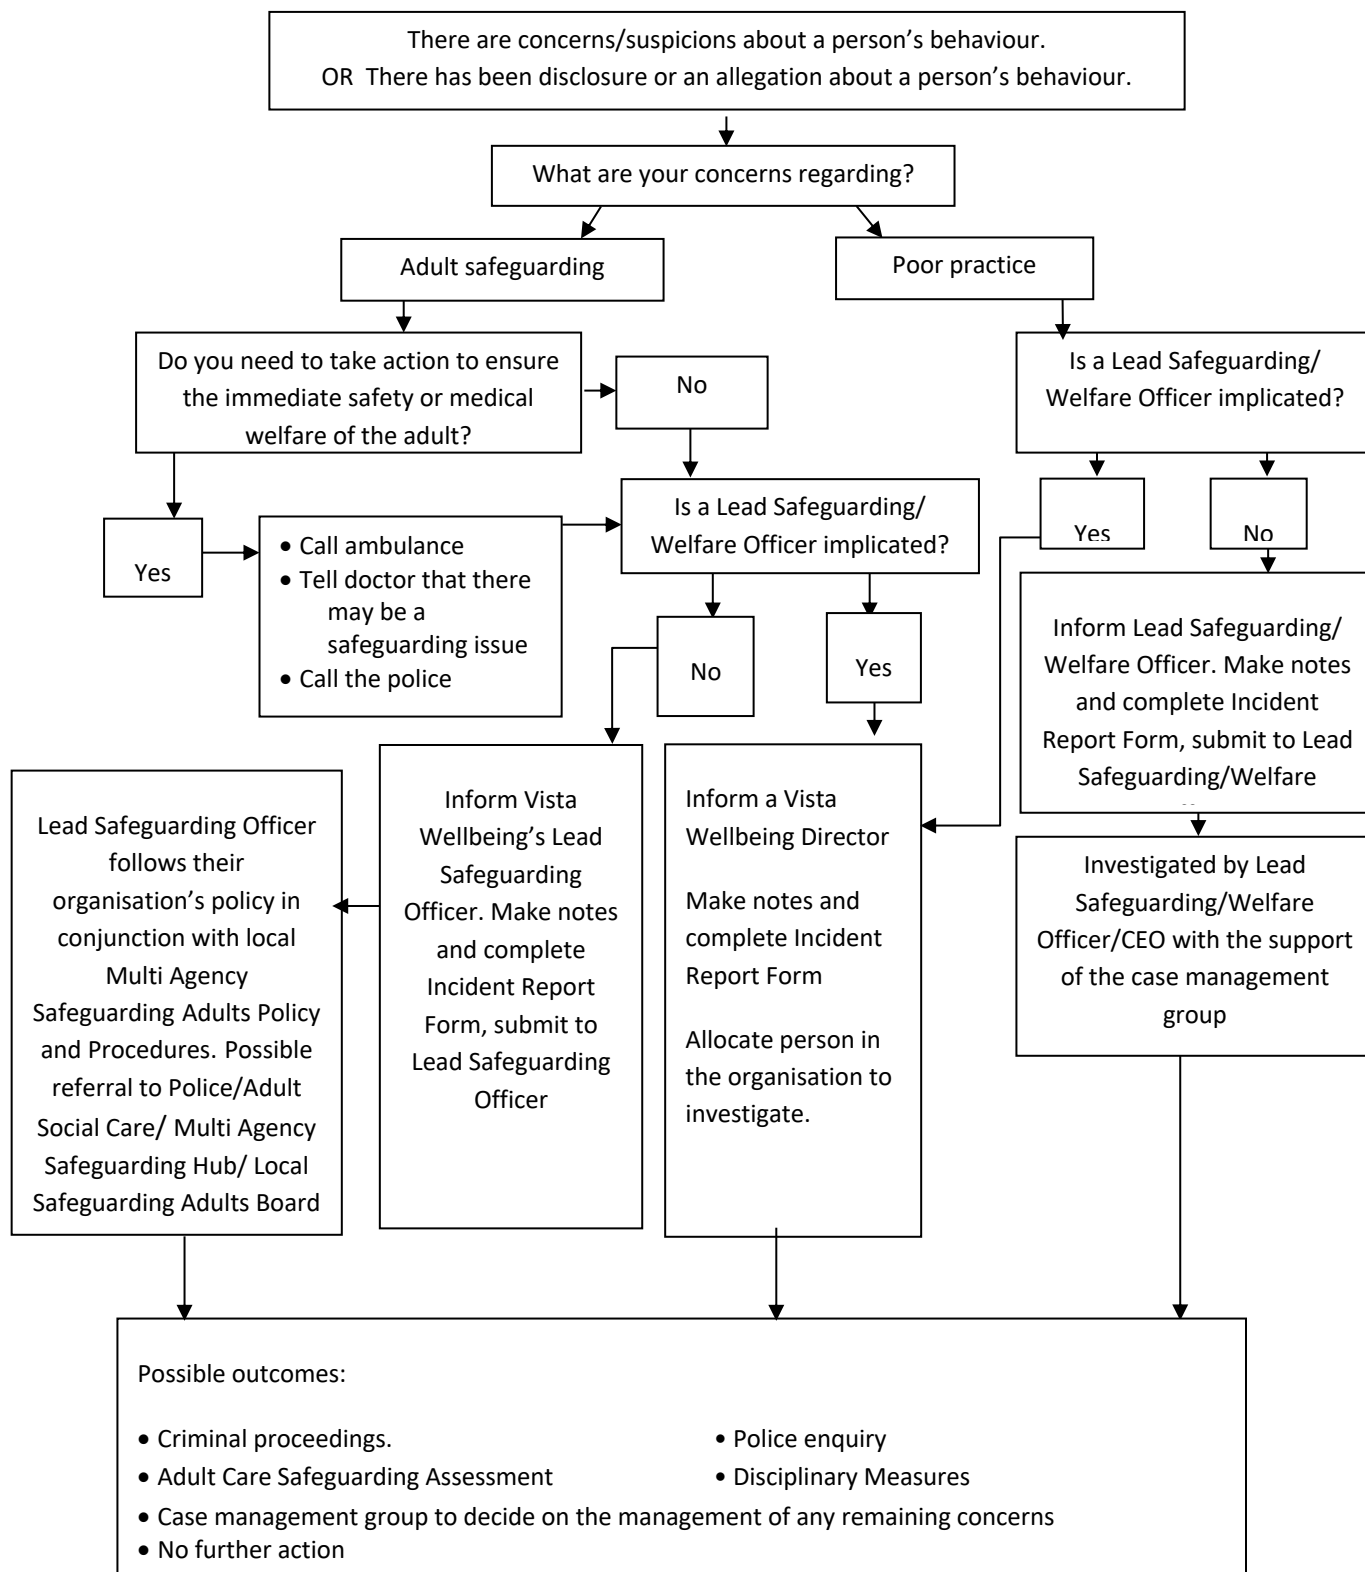 There are concerns/suspicions about a person’s behaviour.
OR  There has been disclosure or an allegation about a person’s behaviour.
What are your concerns regarding?
Adult safeguarding
Poor practice
Do you need to take action to ensure
the immediate safety or medical
welfare of the adult?
No
Is a Lead Safeguarding/
Welfare Officer implicated?
Yes
No
Yes
• Call ambulance
• Tell doctor that there
may be a
safeguarding issue
• Call the police
Is a Lead Safeguarding/
Welfare Officer implicated?
No
Yes
Inform Lead Safeguarding/
Welfare Officer. Make notes
and complete Incident
Report Form, submit to Lead
Safeguarding/Welfare
Lead Safeguarding Officer
follows their
organisation’s policy in
conjunction with local
Multi Agency
Safeguarding Adults Policy
and Procedures. Possible
referral to Police/Adult
Social Care/ Multi Agency
Safeguarding Hub/ Local
Safeguarding Adults Board
Inform Vista
Wellbeing’s Lead
Safeguarding
Officer. Make notes
and complete
Incident Report
Form, submit to
Lead Safeguarding
Officer
Inform a Vista
Wellbeing Director
Make notes and
complete Incident
Report Form
Allocate person in
the organisation to
investigate.
Investigated by Lead
Safeguarding/Welfare
Officer/CEO with the support
of the case management
group
Possible outcomes:
• Criminal proceedings.
• Police enquiry
• Adult Care Safeguarding Assessment
• Disciplinary Measures
• Case management group to decide on the management of any remaining concerns
• No further action